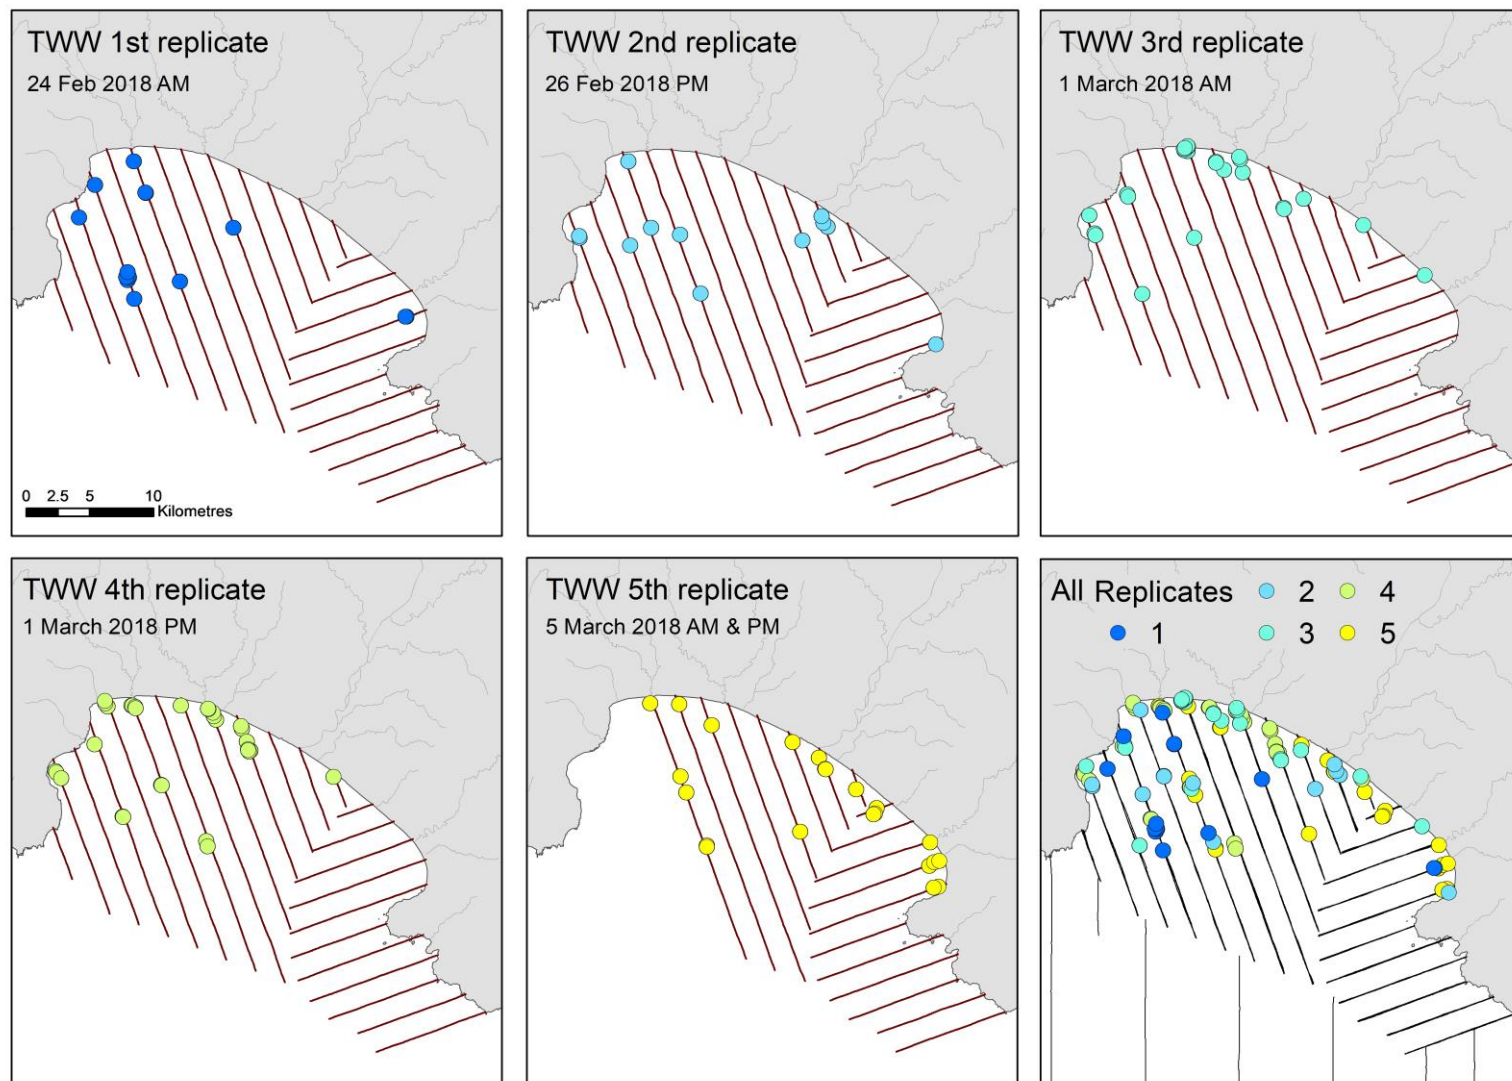 TWW 1st replicate
24 Feb 2018 AM
0 2.5 5 10
Kilometres
TWW 2nd replicate
26 Feb 2018 PM
TWW 3rd replicate
1 March 2018 AM
TWW 4th replicate
1 March 2018 PM
TWW 5th replicate
5 March 2018 AM & PM
All Replicates 2 4
1 3 5